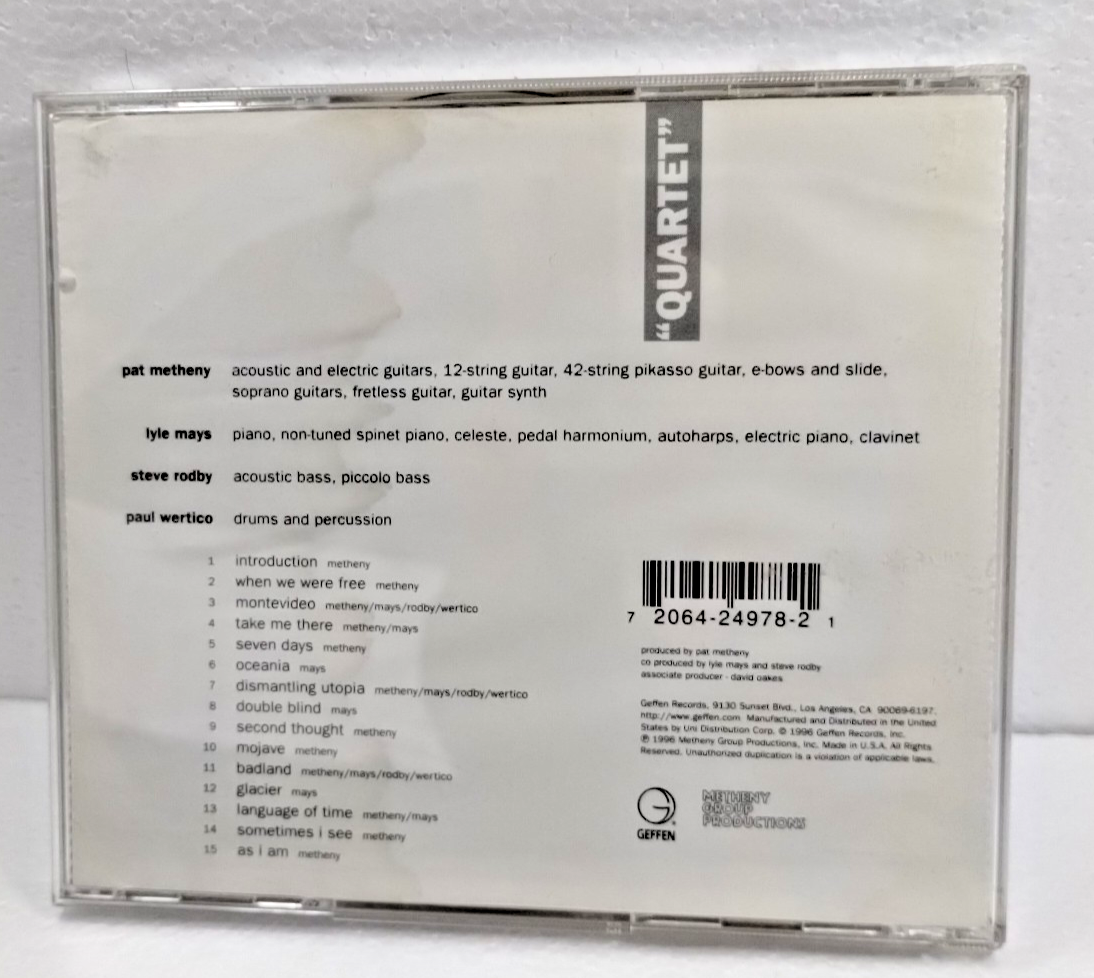 “QUARTET”
pat metheny acoustic and electric guitars, 12-string guitar, 42-string pikasso guitar, e-bows and slide,
soprano guitars, fretless guitar, guitar synth
lyle mays piano, non-tuned spinet piano, celeste, pedal harmonium, autoharps, electric piano, clavinet
steve rodby acoustic bass, piccolo bass
paul wertico drums and percussion
1 introduction metheny
2 when we were free metheny
3 montevideo metheny/mays/rodby/wertico
4 take me there metheny/mays
5 seven days metheny
6 oceania mays
7 dismantling utopia metheny/mays/rodby/wertico
8 double blind mays
9 second thought metheny
10 mojave metheny
11 badland metheny/mays/rodby/wertico
12 glacier mays
13 language of time metheny/mays
14 sometimes i see metheny
15 as i am metheny
7 2064-24978-2 1
produced by pat metheny
co produced by lyle mays and steve rodby
associate producer - david oakes
Geffen Records, 9130 Sunset Blvd., Los Angeles, CA 90069-6197.
http://www.geffen.com Manufactured and Distributed in the United
States by Uni Distribution Corp. © 1996 Geffen Records, Inc.
℗ 1996 Metheny Group Productions, Inc. Made in U.S.A. All Rights
Reserved. Unauthorized duplication is a violation of applicable laws.
GEFFEN
METHENY
GROUP
PRODUCTIONS